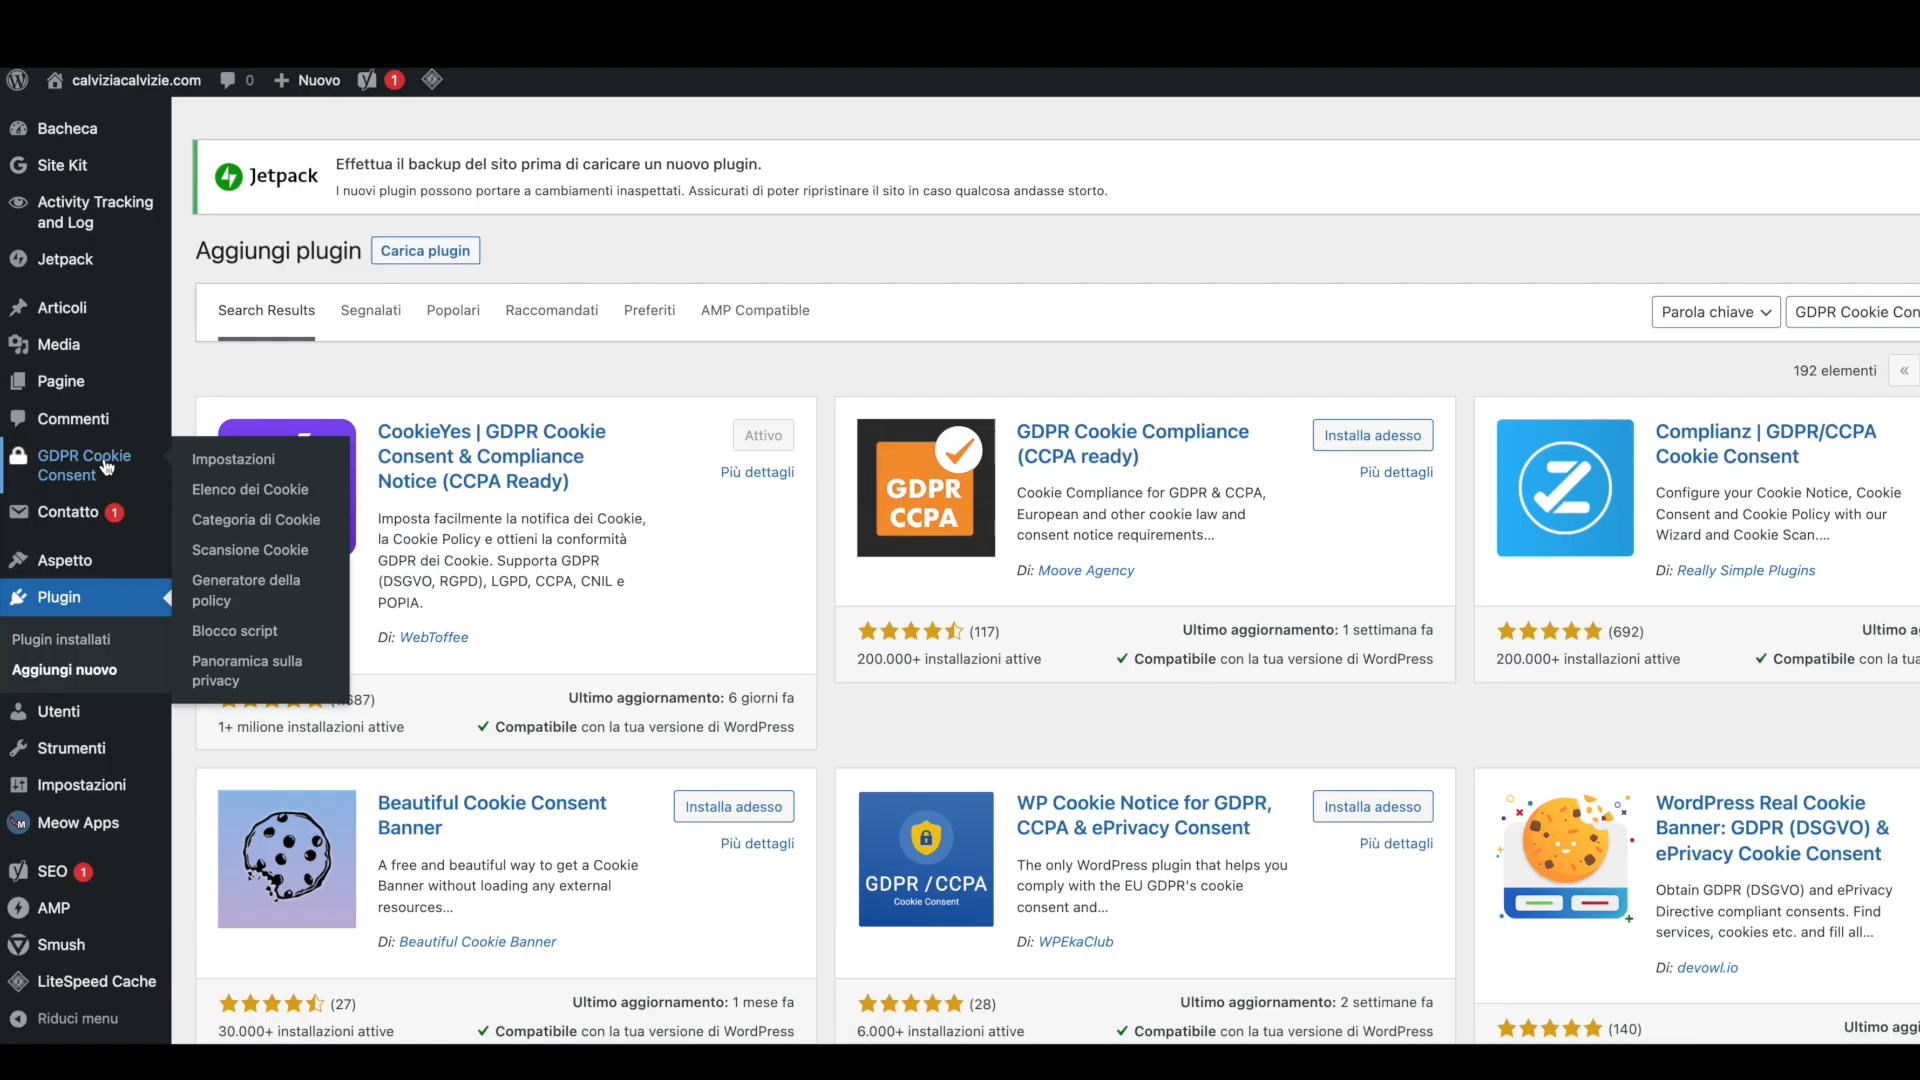 calviziacalvizie.com
0
Nuovo
1
Bacheca
Site Kit
Activity Tracking
and Log
Jetpack
Articoli
Media
Pagine
Commenti
GDPR Cookie
Consent
Contatto 1
Aspetto
Plugin
Plugin installati
Aggiungi nuovo
Utenti
Strumenti
Impostazioni
Meow Apps
SEO 1
AMP
Smush
LiteSpeed Cache
Riduci menu
Impostazioni
Elenco dei Cookie
Categoria di Cookie
Scansione Cookie
Generatore della
policy
Blocco script
Panoramica sulla
privacy
Jetpack
Effettua il backup del sito prima di caricare un nuovo plugin.
I nuovi plugin possono portare a cambiamenti inaspettati. Assicurati di poter ripristinare il sito in caso qualcosa andasse storto.
Aggiungi plugin
Carica plugin
Search Results
Segnalati
Popolari
Raccomandati
Preferiti
AMP Compatible
Parola chiave
GDPR Cookie Con
192 elementi
«
CookieYes | GDPR Cookie
Consent & Compliance
Notice (CCPA Ready)
Attivo
Più dettagli
Imposta facilmente la notifica dei Cookie,
la Cookie Policy e ottieni la conformità
GDPR dei Cookie. Supporta GDPR
(DSGVO, RGPD), LGPD, CCPA, CNIL e
POPIA.
Di: WebToffee
687)
Ultimo aggiornamento: 6 giorni fa
1+ milione installazioni attive
Compatibile con la tua versione di WordPress
GDPR
CCPA
GDPR Cookie Compliance
(CCPA ready)
Installa adesso
Più dettagli
Cookie Compliance for GDPR & CCPA,
European and other cookie law and
consent notice requirements...
Di: Moove Agency
(117)
Ultimo aggiornamento: 1 settimana fa
200.000+ installazioni attive
Compatibile con la tua versione di WordPress
Complianz | GDPR/CCPA
Cookie Consent
Configure your Cookie Notice, Cookie
Consent and Cookie Policy with our
Wizard and Cookie Scan....
Di: Really Simple Plugins
(692)
Ultimo a
200.000+ installazioni attive
Compatibile con la tua
Beautiful Cookie Consent
Banner
Installa adesso
Più dettagli
A free and beautiful way to get a Cookie
Banner without loading any external
resources...
Di: Beautiful Cookie Banner
(27)
Ultimo aggiornamento: 1 mese fa
30.000+ installazioni attive
Compatibile con la tua versione di WordPress
GDPR / CCPA
Cookie Consent
WP Cookie Notice for GDPR,
CCPA & ePrivacy Consent
Installa adesso
Più dettagli
The only WordPress plugin that helps you
comply with the EU GDPR's cookie
consent and...
Di: WPEkaClub
(28)
Ultimo aggiornamento: 2 settimane fa
6.000+ installazioni attive
Compatibile con la tua versione di WordPress
WordPress Real Cookie
Banner: GDPR (DSGVO) &
ePrivacy Cookie Consent
Obtain GDPR (DSGVO) and ePrivacy
Directive compliant consents. Find
services, cookies etc. and fill all...
Di: devowl.io
(140)
Ultimo aggi